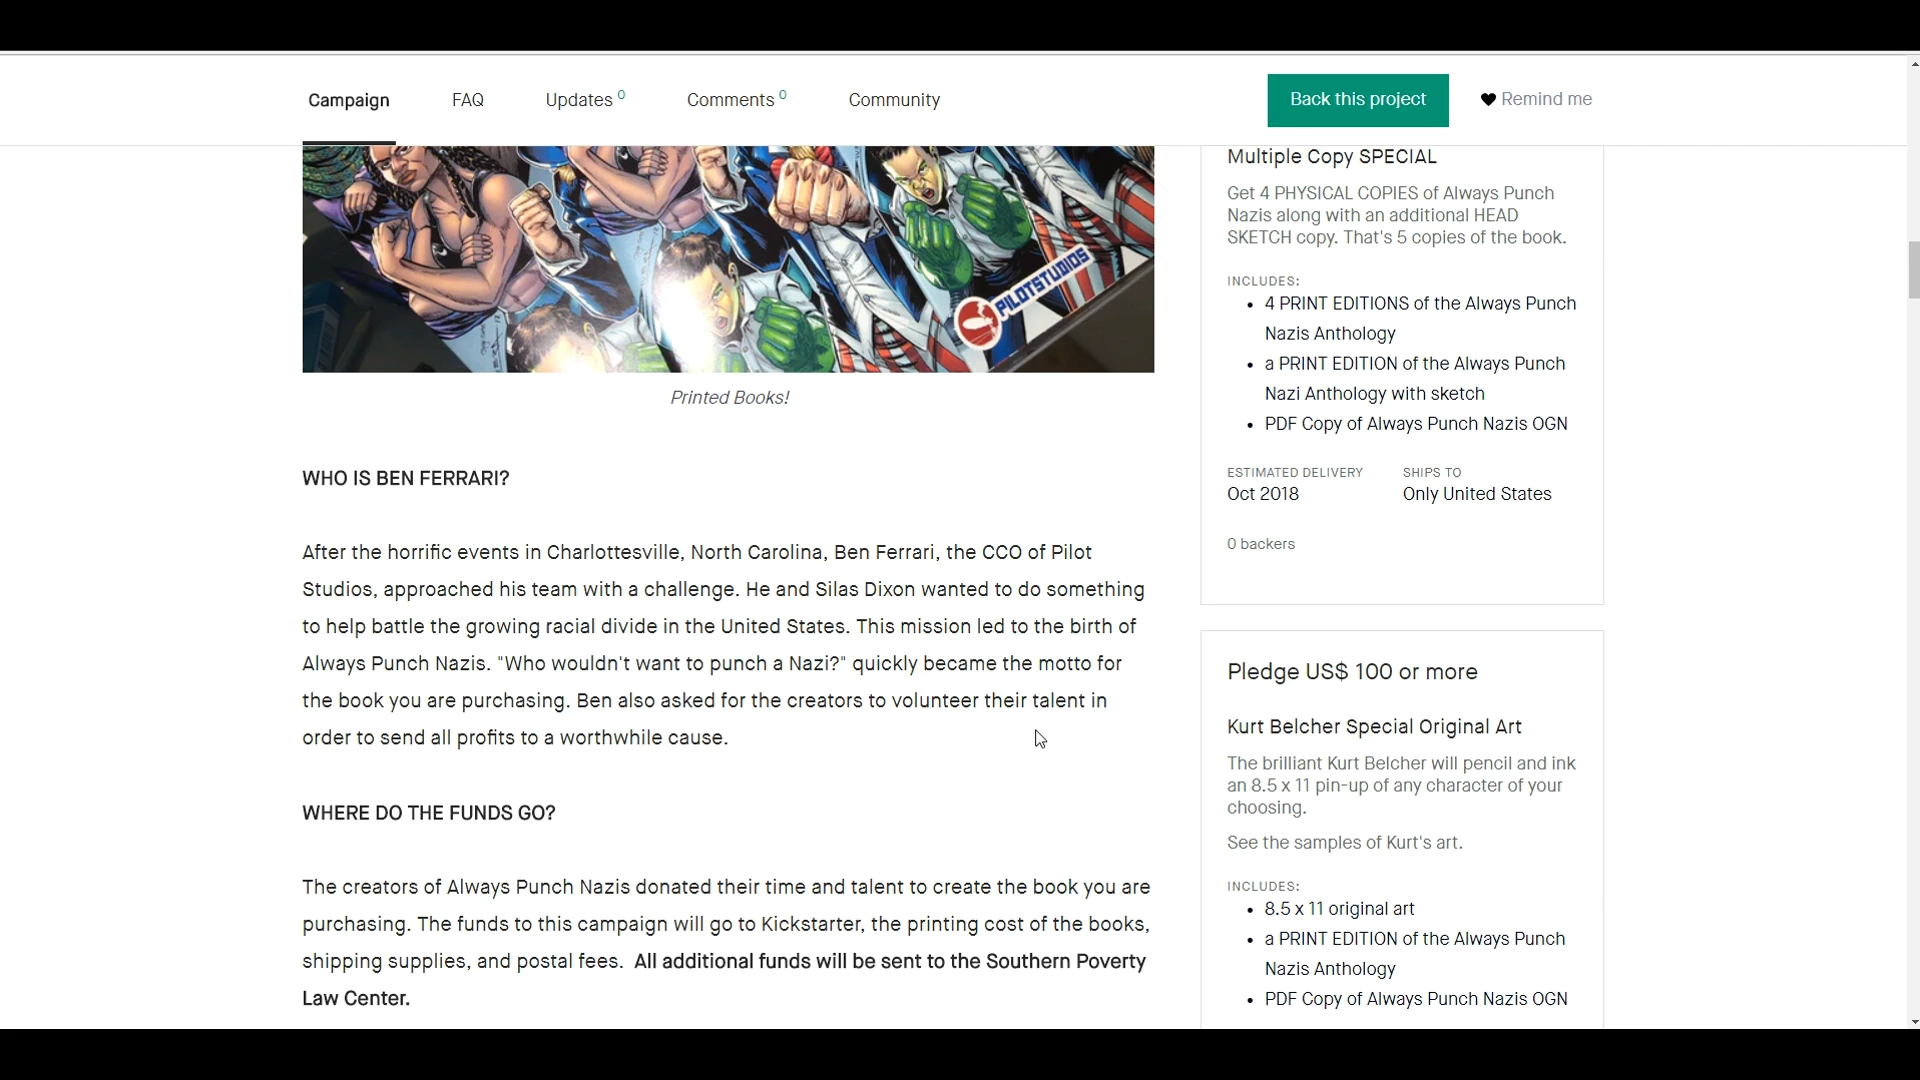 Campaign
FAQ
Updates 0
Comments 0
Community
Back this project
Remind me
PILOTSTUDIOS
Printed Books!
WHO IS BEN FERRARI?
After the horrific events in Charlottesville, North Carolina, Ben Ferrari, the CCO of Pilot
Studios, approached his team with a challenge. He and Silas Dixon wanted to do something
to help battle the growing racial divide in the United States. This mission led to the birth of
Always Punch Nazis. "Who wouldn't want to punch a Nazi?" quickly became the motto for
the book you are purchasing. Ben also asked for the creators to volunteer their talent in
order to send all profits to a worthwhile cause.
WHERE DO THE FUNDS GO?
The creators of Always Punch Nazis donated their time and talent to create the book you are
purchasing. The funds to this campaign will go to Kickstarter, the printing cost of the books,
shipping supplies, and postal fees. All additional funds will be sent to the Southern Poverty
Law Center.
Multiple Copy SPECIAL
Get 4 PHYSICAL COPIES of Always Punch
Nazis along with an additional HEAD
SKETCH copy. That's 5 copies of the book.
INCLUDES:
• 4 PRINT EDITIONS of the Always Punch
Nazis Anthology
• a PRINT EDITION of the Always Punch
Nazi Anthology with sketch
• PDF Copy of Always Punch Nazis OGN
ESTIMATED DELIVERY
Oct 2018
SHIPS TO
Only United States
0 backers
Pledge US$ 100 or more
Kurt Belcher Special Original Art
The brilliant Kurt Belcher will pencil and ink
an 8.5 x 11 pin-up of any character of your
choosing.
See the samples of Kurt's art.
INCLUDES:
• 8.5 x 11 original art
• a PRINT EDITION of the Always Punch
Nazis Anthology
• PDF Copy of Always Punch Nazis OGN